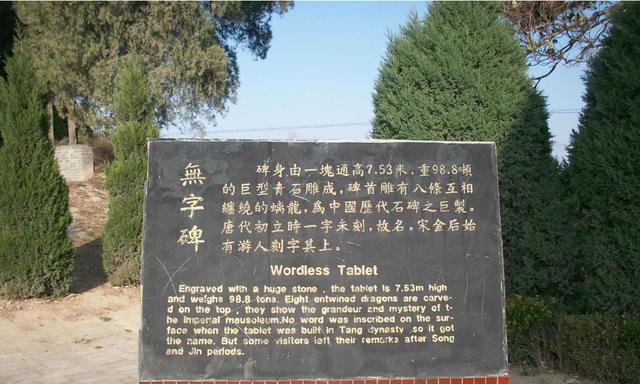 無字碑
碑身由一塊通高7.53米，重98.8噸
的巨型青石雕成，碑首雕有八條互相
纏繞的螭龍，爲中國歷代石碑之巨製。
唐代初立時一字未刻，故名。宋金后始
有游人刻字其上。
Wordless Tablet
Engraved with a huge stone , the tablet is 7.53m high
and weighs 98.8 tons. Eight entwined dragons are carve-
d on the top , they show the grandeur and mystery of t-
he imperial mausoleum.No word was inscribed on the sur-
face when the tablet was built in Tang dynasty ,so it got
the name. But some visitors left their remarks after Song
and Jin periods.